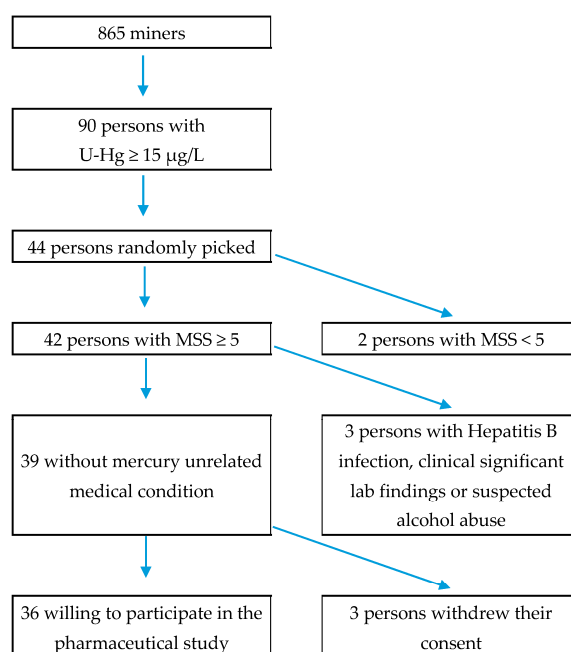 865 miners
90 persons with
U-Hg ≥ 15 µg/L
44 persons randomly picked
42 persons with MSS ≥ 5
2 persons with MSS < 5
39 without mercury unrelated
medical condition
3 persons with Hepatitis B
infection, clinical significant
lab findings or suspected
alcohol abuse
36 willing to participate in the
pharmaceutical study
3 persons withdrew their
consent